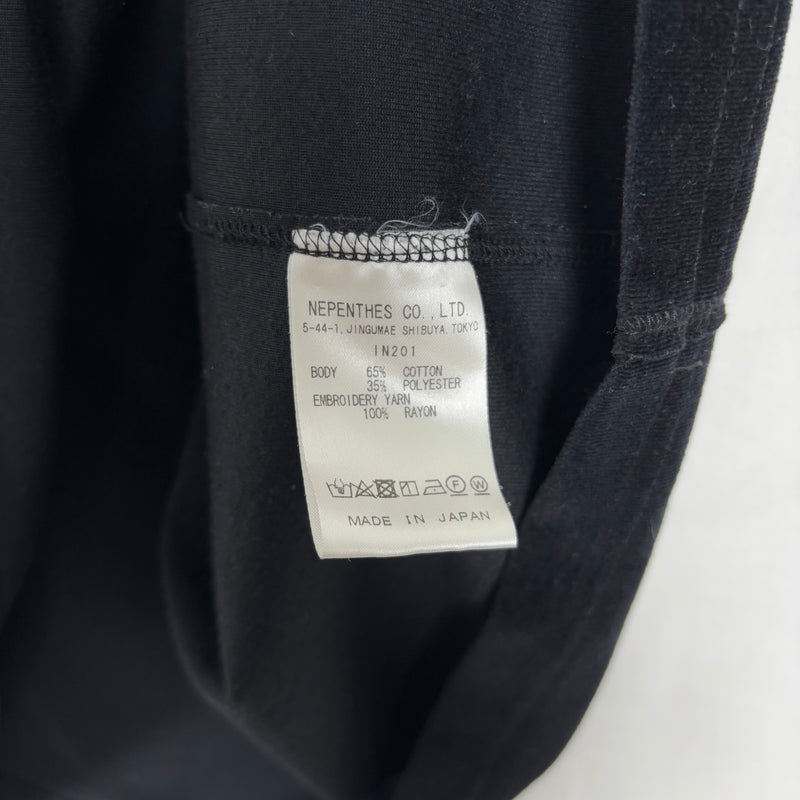 NEPENTHES CO.,LTD.
5-44-1, JINGUMAE SHIBUYA, TOKYO
IN201
BODY 65% COTTON
35% POLYESTER
EMBROIDERY YARN
100% RAYON
F W
MADE IN JAPAN